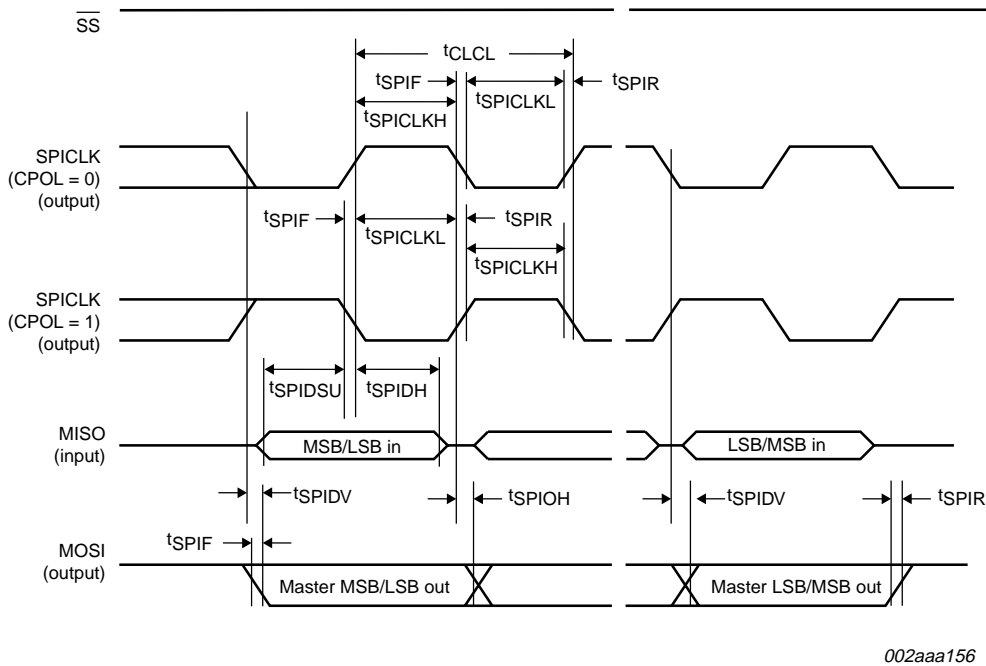 SS
tCLCL
tSPIF
tSPICLKL
tSPIR
tSPICLKH
SPICLK
(CPOL = 0)
(output)
tSPIF
tSPICLKL
tSPIR
tSPICLKH
SPICLK
(CPOL = 1)
(output)
tSPIDSU
tSPIDH
MISO
(input)
MSB/LSB in
LSB/MSB in
tSPIDV
tSPIOH
tSPIDV
tSPIR
tSPIF
MOSI
(output)
Master MSB/LSB out
Master LSB/MSB out
002aaa156